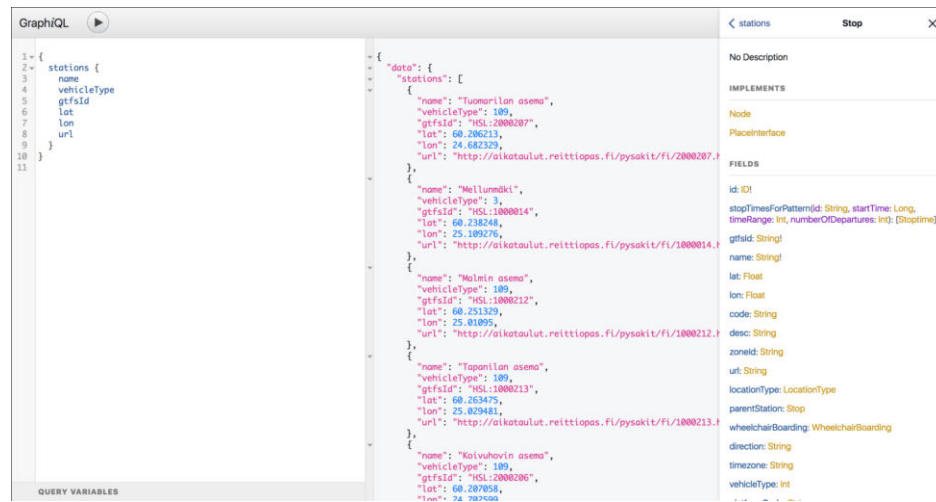 GraphiQL
1 {
2 stations {
3 name
4 vehicleType
5 gtfsId
6 lat
7 lon
8 url
9 }
10 }
11
QUERY VARIABLES
{
"data": {
"stations": [
{
"name": "Tuomarilan asema",
"vehicleType": 109,
"gtfsId": "HSL:2000207",
"lat": 60.206213,
"lon": 24.682329,
"url": "http://aikataulut.reittiopas.fi/pysakit/fi/2000207.h
},
{
"name": "Mellunmäki",
"vehicleType": 3,
"gtfsId": "HSL:1000014",
"lat": 60.238248,
"lon": 25.109276,
"url": "http://aikataulut.reittiopas.fi/pysakit/fi/1000014.h
},
{
"name": "Malmin asema",
"vehicleType": 109,
"gtfsId": "HSL:1000212",
"lat": 60.251329,
"lon": 25.01095,
"url": "http://aikataulut.reittiopas.fi/pysakit/fi/1000212.h
},
{
"name": "Tapanilan asema",
"vehicleType": 109,
"gtfsId": "HSL:1000213",
"lat": 60.263475,
"lon": 25.029481,
"url": "http://aikataulut.reittiopas.fi/pysakit/fi/1000213.h
},
{
"name": "Koivuhovin asema",
"vehicleType": 109,
"gtfsId": "HSL:2000206",
"lat": 60.207058,
"lon": 24.702599,
stations
Stop
No Description
IMPLEMENTS
Node
PlaceInterface
FIELDS
id: ID!
stopTimesForPattern(id: String, startTime: Long,
timeRange: Int, numberOfDepartures: Int): [Stoptime]
gtfsId: String!
name: String!
lat: Float
lon: Float
code: String
desc: String
zoneId: String
url: String
locationType: LocationType
parentStation: Stop
wheelchairBoarding: WheelchairBoarding
direction: String
timezone: String
vehicleType: Int